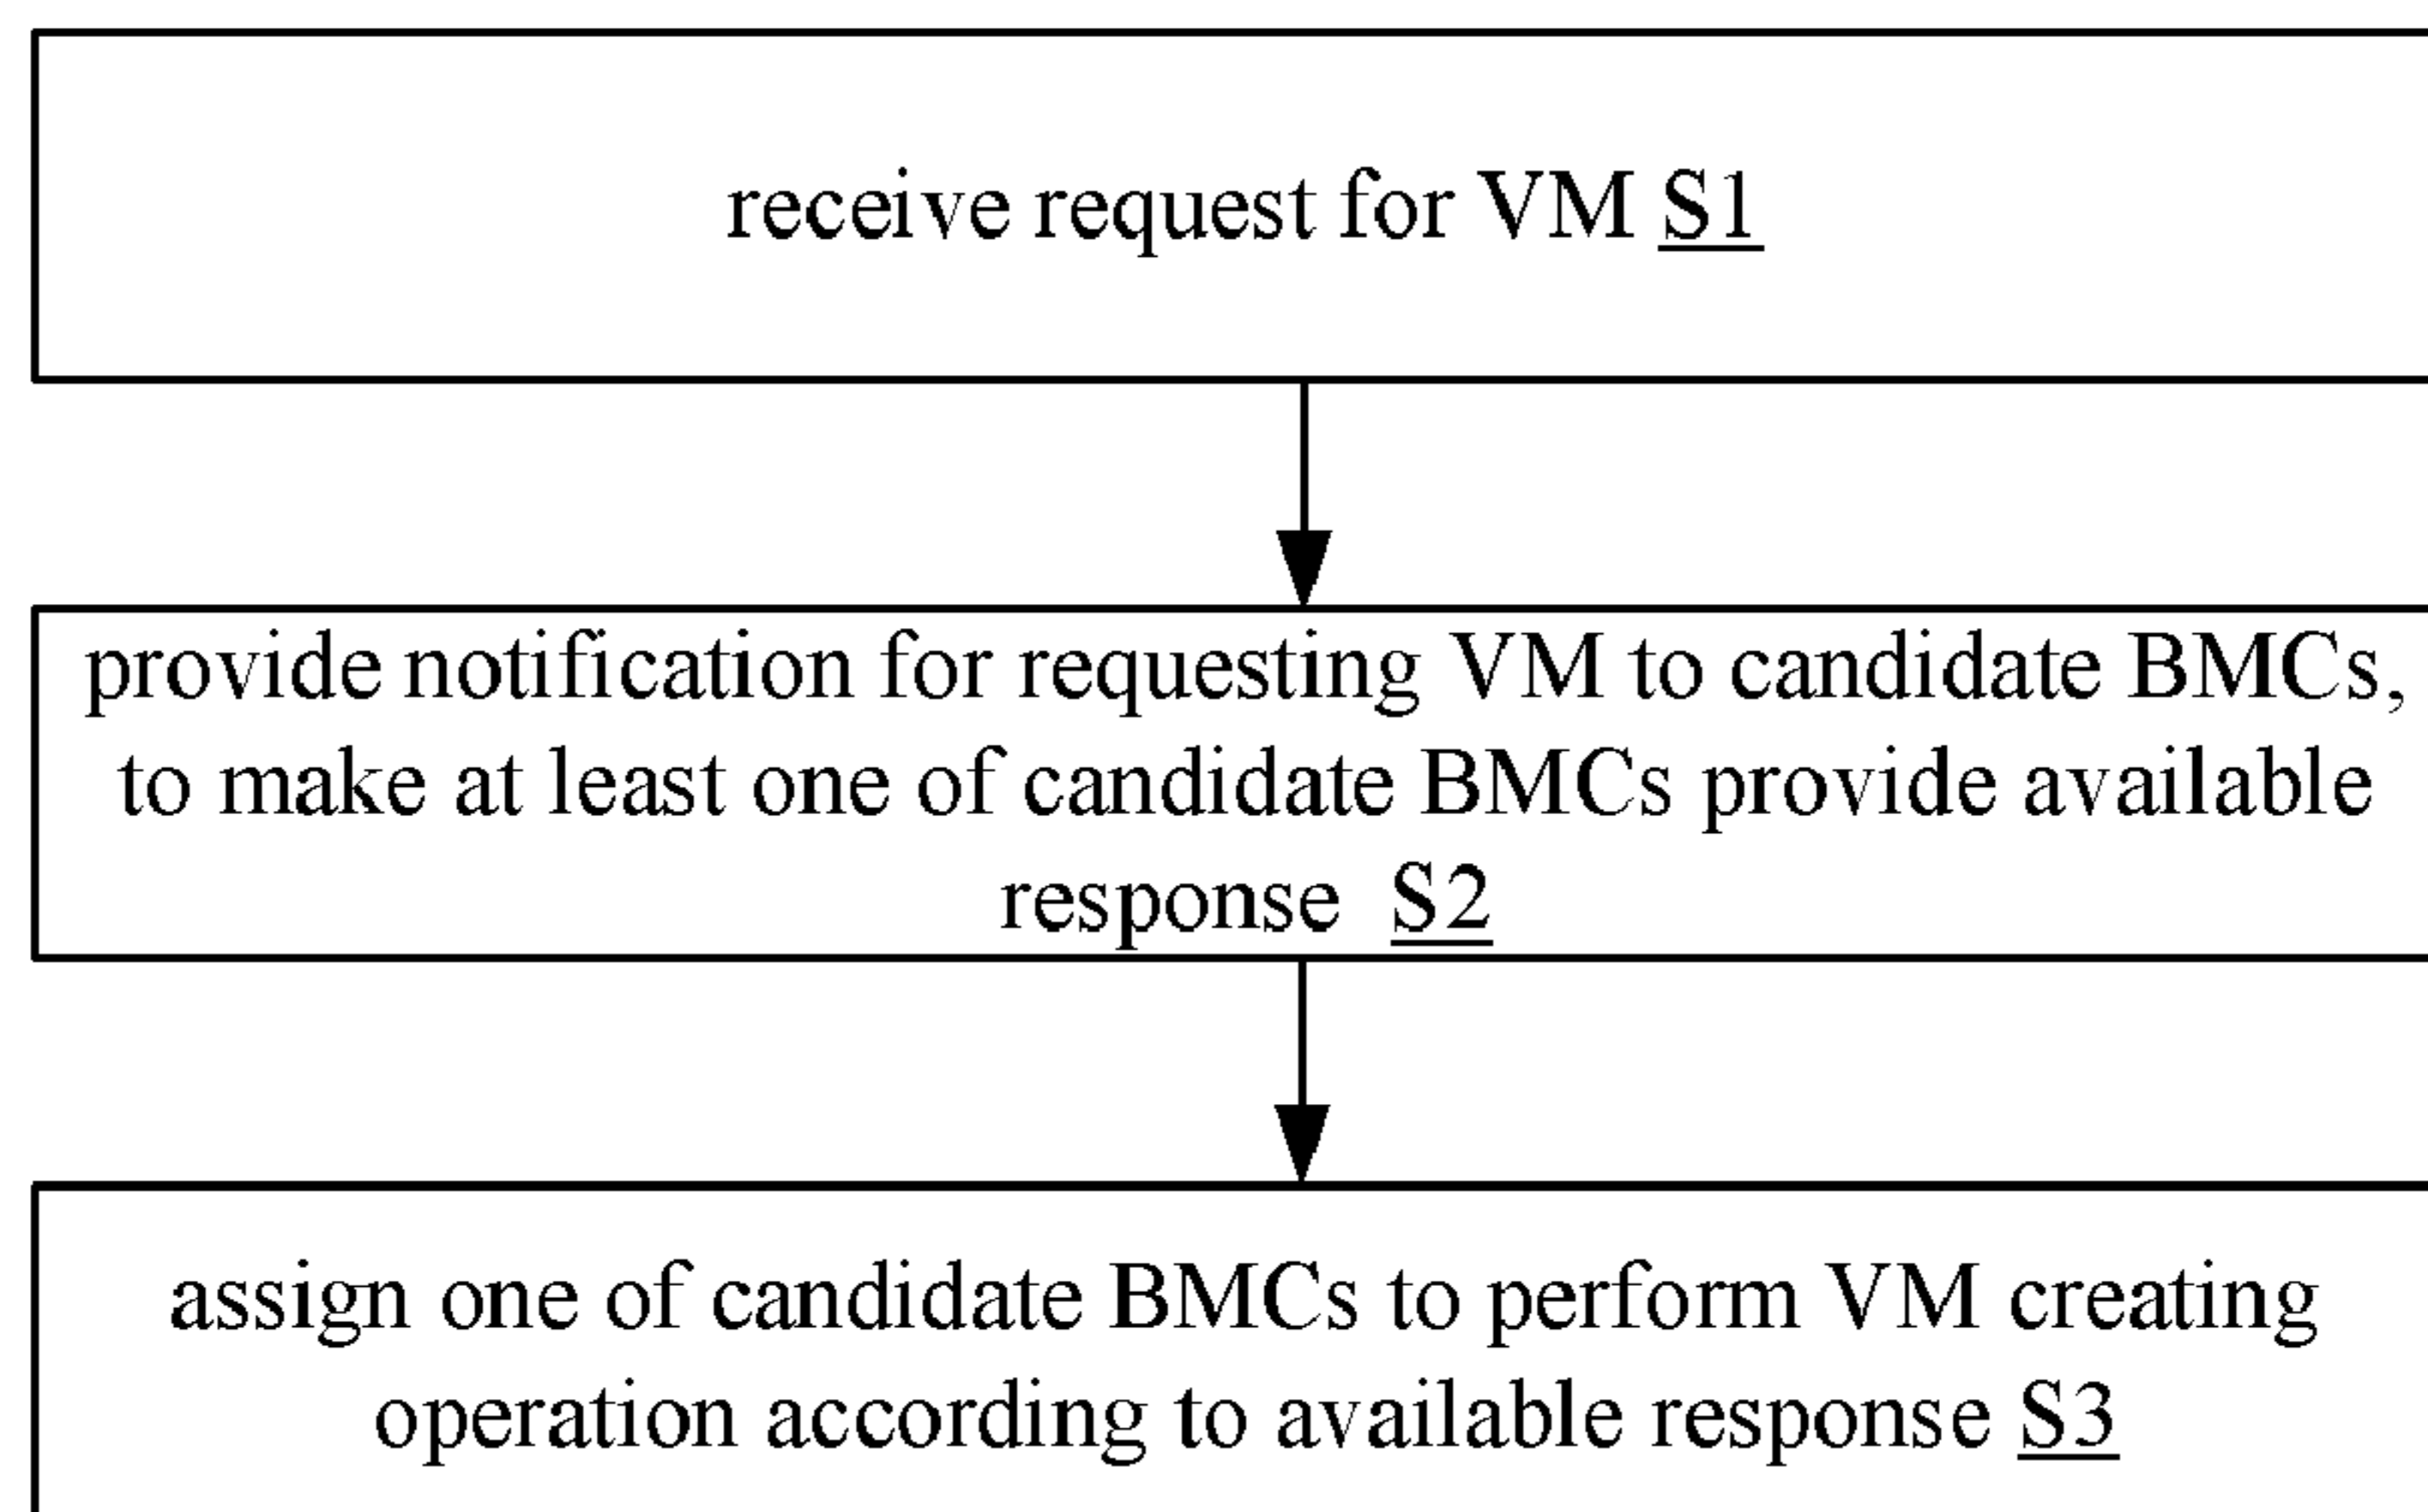 receive request for VM S1
provide notification for requesting VM to candidate BMCs,
to make at least one of candidate BMCs provide available
response S2
assign one of candidate BMCs to perform VM creating
operation according to available response S3